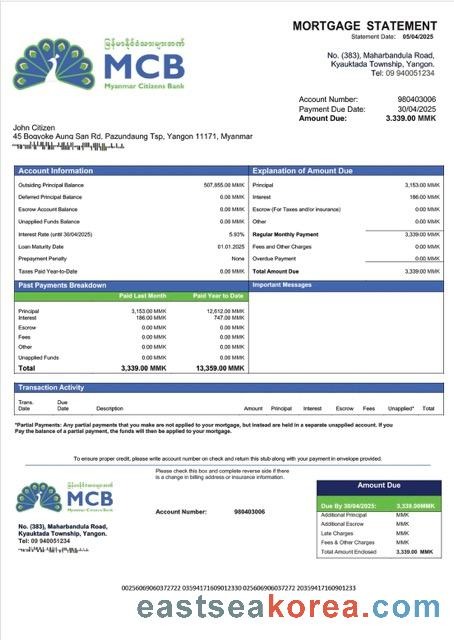 MORTGAGE STATEMENT
Statement Date: 05/04/2025
မြန်မာနိုင်ငံသားများဘဏ်
MCB
Myanmar Citizens Bank
No. (383), Maharbandula Road,
Kyauktada Township, Yangon.
Tel: 09 940051234
Account Number: 980403006
Payment Due Date: 30/04/2025
Amount Due: 3.339.00 MMK
John Citizen
45 Bogyoke Aung San Rd, Pazundaung Tsp, Yangon 11171, Myanmar
Account Information
Outsiding Principal Balance 507,855.00 MMK
Deferred Principal Balance 0.00 MMK
Escrow Account Balance 0.00 MMK
Unapplied Funds Balance 0.00 MMK
Interest Rate (until 30/04/2025) 5.93%
Loan Maturity Date 01.01.2025
Prepayment Penalty None
Taxes Paid Year-to-Date 0.00 MMK
Explanation of Amount Due
Principal 3,153.00 MMK
Interest 186.00 MMK
Escrow (For Taxes and/or insurance) 0.00 MMK
Other 0.00 MMK
Regular Monthly Payment 3,339.00 MMK
Fees and Other Charges 0.00 MMK
Overdue Payment 0.00 MMK
Total Amount Due 3,339.00 MMK
Past Payments Breakdown
Paid Last Month Paid Year to Date
Principal 3,153.00 MMK 12,612.00 MMK
Interest 186.00 MMK 747.00 MMK
Escrow 0.00 MMK 0.00 MMK
Fees 0.00 MMK 0.00 MMK
Other 0.00 MMK 0.00 MMK
Unapplied Funds 0.00 MMK 0.00 MMK
Total 3,339.00 MMK 13,359.00 MMK
Important Messages
Transaction Activity
Trans. Date Due Date Description Amount Principal Interest Escrow Fees Unapplied* Total
*Partial Payments: Any partial payments that you make are not applied to your mortgage, but instead are held in a separate unapplied account. if you
Pay the balance of a partial payment, the funds will then be applied to your mortgage.
To ensure proper credit, please write account number on check and return this stub along with your payment in envelope provided.
Please check this box and complete reverse side if there
is a change in billing address or insurance information.
မြန်မာနိုင်ငံသားများဘဏ်
MCB
Myanmar Citizens Bank
Account Number: 980403006
No. (383), Maharbandula Road,
Kyauktada Township, Yangon.
Tel: 09 940051234
Amount Due
Due By 30/04/2025: 3,339.00MMK
Additional Principal MMK
Additional Escrow MMK
Late Charges MMK
Fees & Other Charges MMK
Total Amount Enclosed 3,339.00 MMK
00256069060372722 03594171609012330 025606906037272 20359417160901233
eastseakorea.com